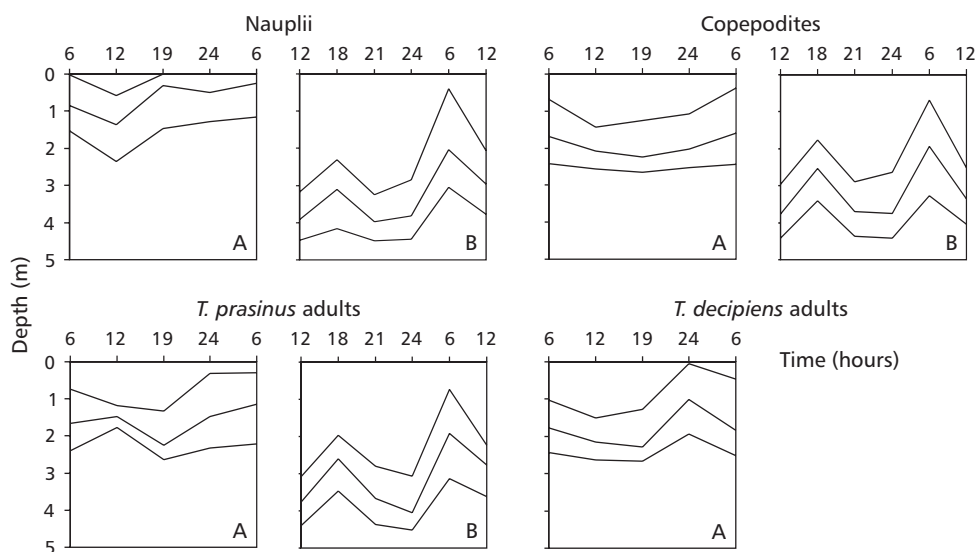 Nauplii
Copepodites
6 12 19 24 6
12 18 21 24 6 12
6 12 19 24 6
12 18 21 24 6 12
0
1
2
3
4
5
A
B
A
B
Depth (m)
T. prasinus adults
T. decipiens adults
6 12 19 24 6
12 18 21 24 6 12
6 12 19 24 6
Time (hours)
0
1
2
3
4
5
A
B
A